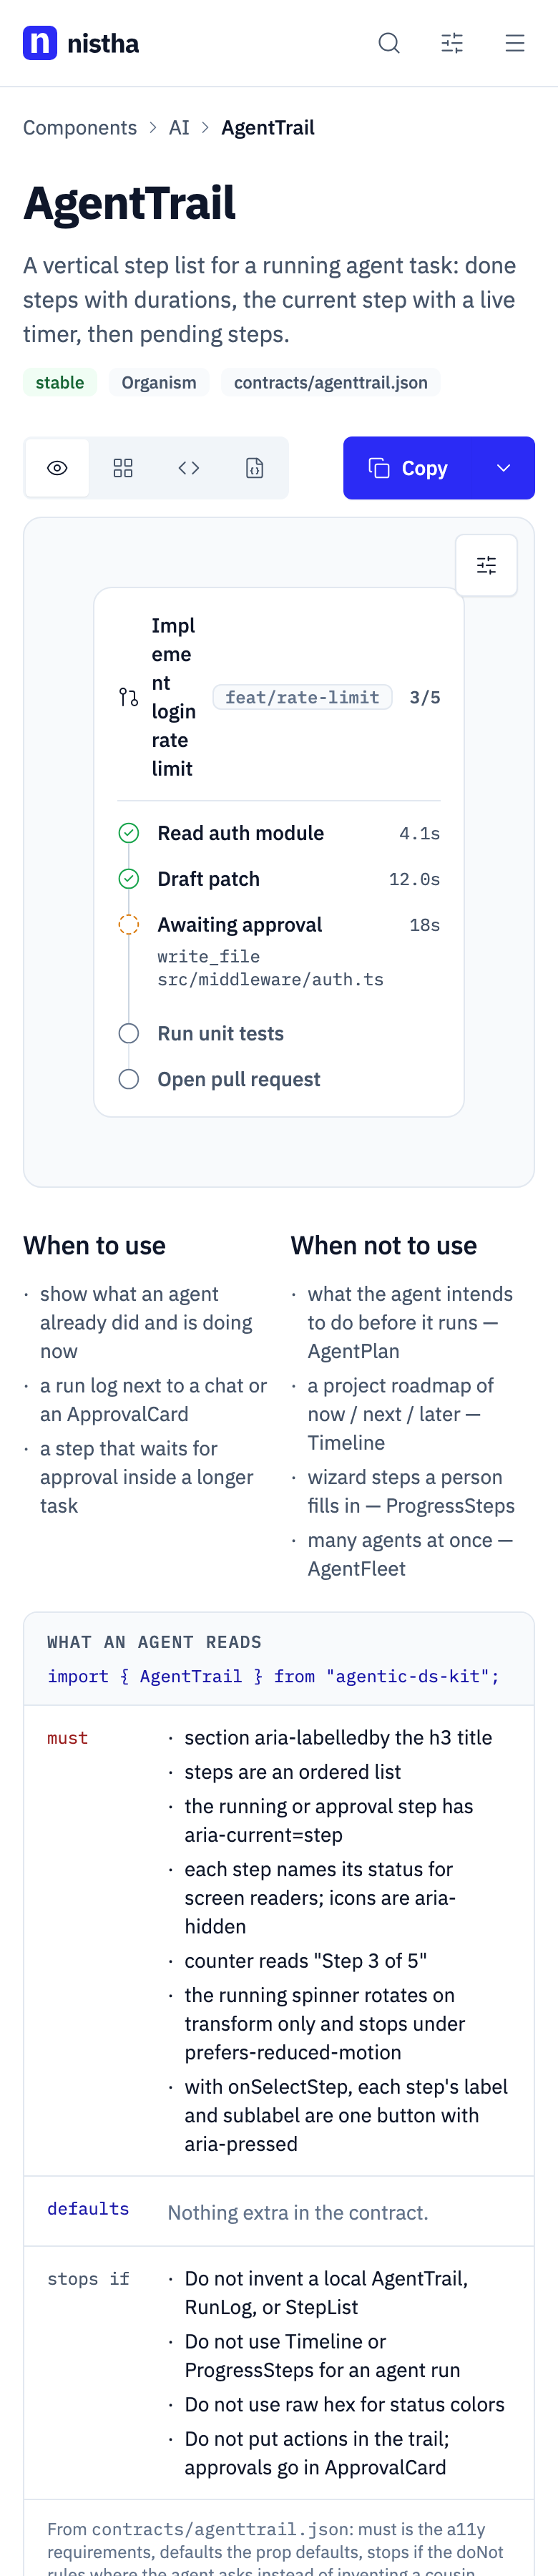 n nistha
Components > AI > AgentTrail
AgentTrail
A vertical step list for a running agent task: done
steps with durations, the current step with a live
timer, then pending steps.
stable Organism contracts/agenttrail.json
Copy
Impl
eme
nt
login
rate
limit
feat/rate-limit 3/5
Read auth module 4.1s
Draft patch 12.0s
Awaiting approval 18s
write_file
src/middleware/auth.ts
Run unit tests
Open pull request
When to use
· show what an agent
already did and is doing
now
· a run log next to a chat or
an ApprovalCard
· a step that waits for
approval inside a longer
task
When not to use
· what the agent intends
to do before it runs —
AgentPlan
· a project roadmap of
now / next / later —
Timeline
· wizard steps a person
fills in — ProgressSteps
· many agents at once —
AgentFleet
WHAT AN AGENT READS
import { AgentTrail } from "agentic-ds-kit";
must
· section aria-labelledby the h3 title
· steps are an ordered list
· the running or approval step has
aria-current=step
· each step names its status for
screen readers; icons are aria-
hidden
· counter reads "Step 3 of 5"
· the running spinner rotates on
transform only and stops under
prefers-reduced-motion
· with onSelectStep, each step's label
and sublabel are one button with
aria-pressed
defaults Nothing extra in the contract.
stops if
· Do not invent a local AgentTrail,
RunLog, or StepList
· Do not use Timeline or
ProgressSteps for an agent run
· Do not use raw hex for status colors
· Do not put actions in the trail;
approvals go in ApprovalCard
From contracts/agenttrail.json: must is the a11y
requirements, defaults the prop defaults, stops if the doNot
rules where the agent asks instead of inventing a cousin